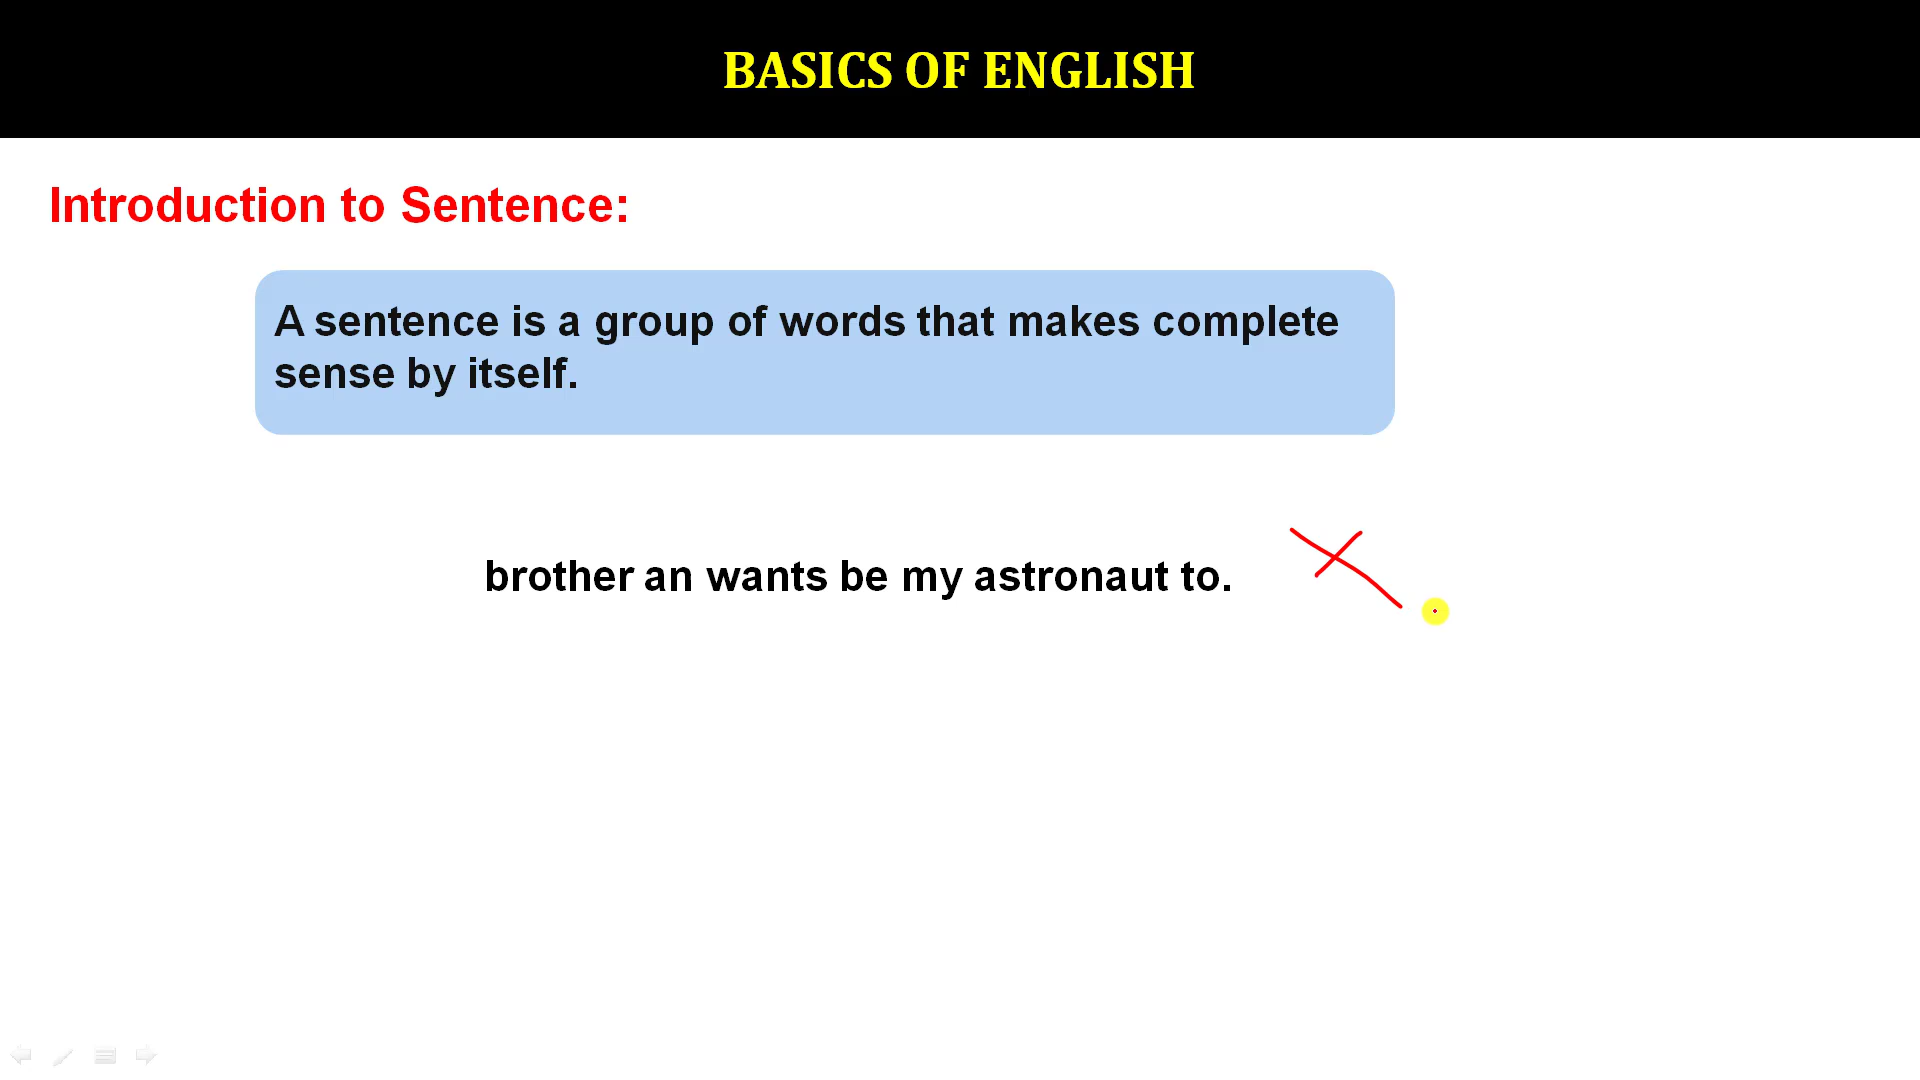 BASICS OF ENGLISH
Introduction to Sentence:
A sentence is a group of words that makes complete
sense by itself.
brother an wants be my astronaut to.